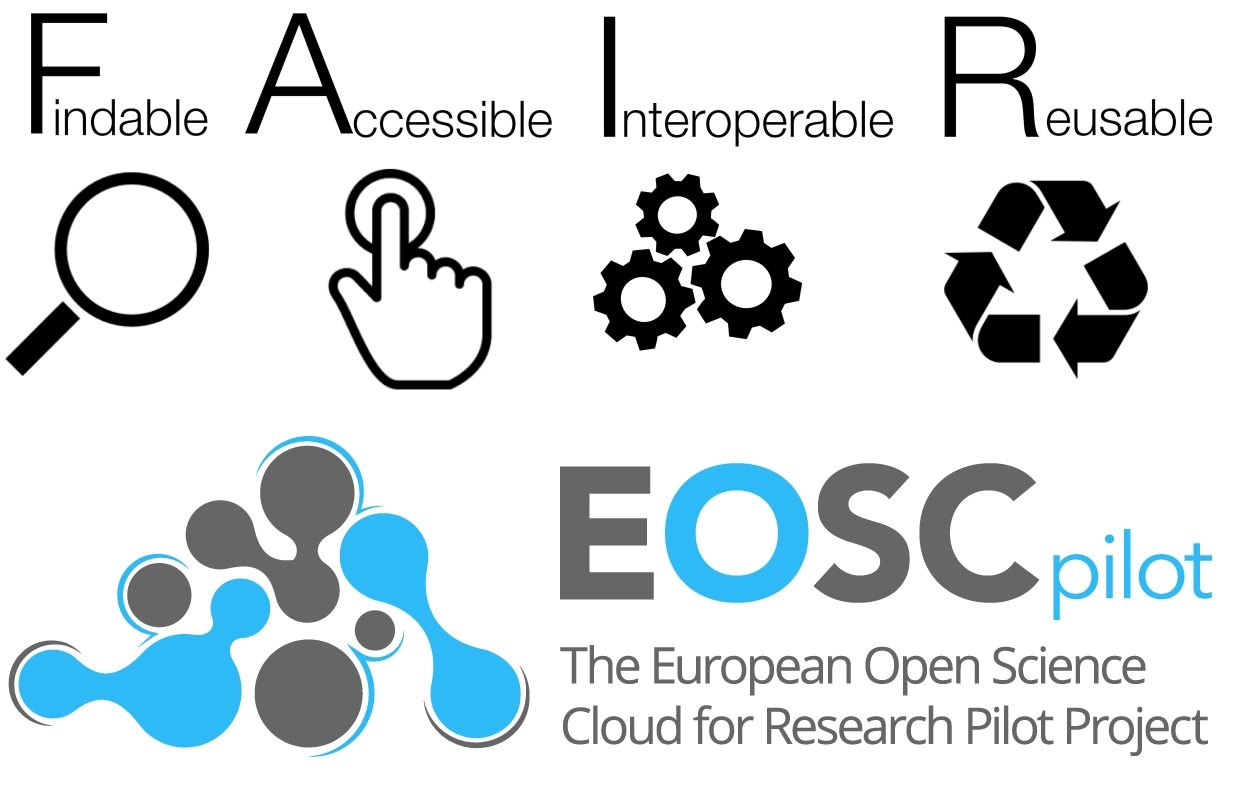 Findable Accessible Interoperable Reusable
EOSCpilot
The European Open Science
Cloud for Research Pilot Project